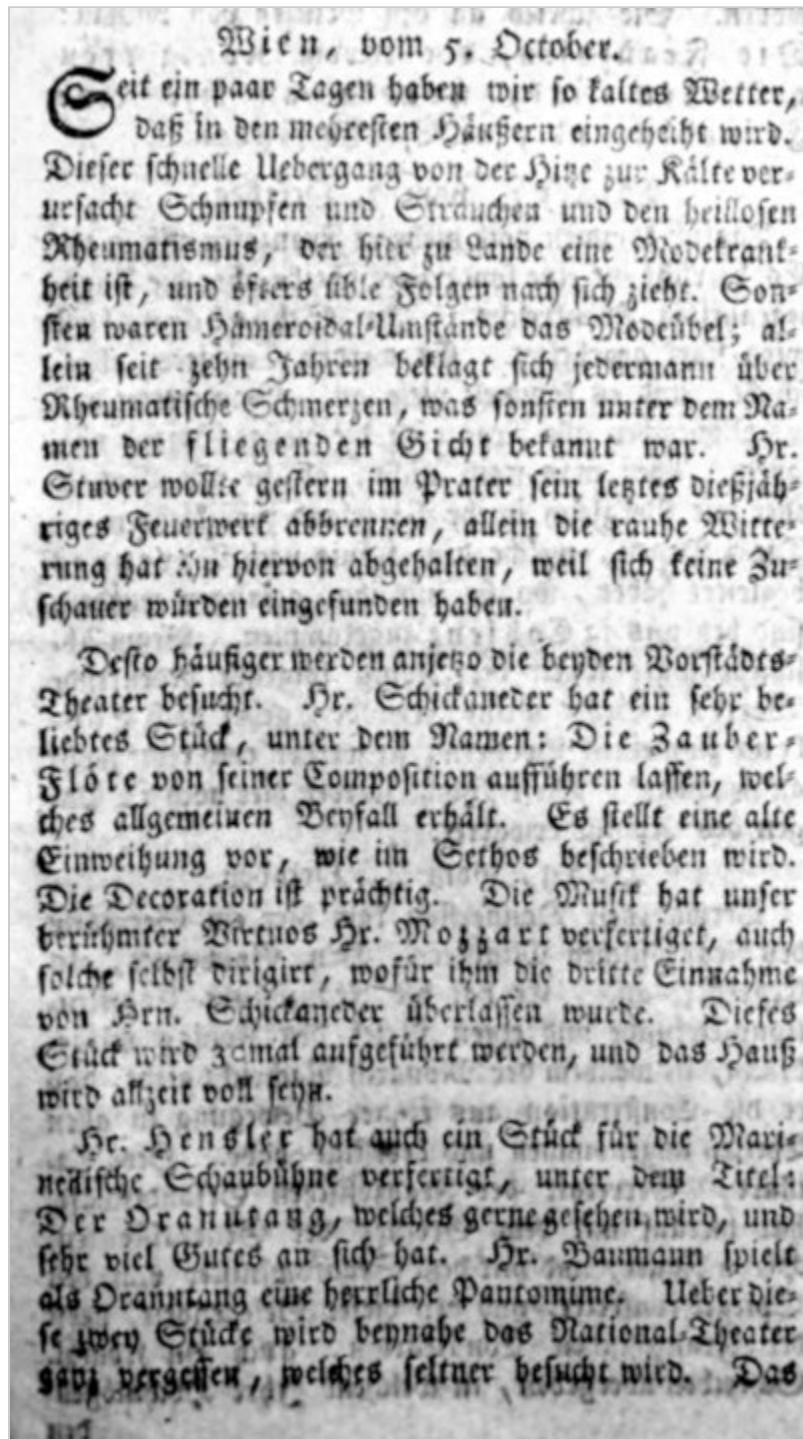 Wien, vom 5. October.
Seit ein paar Tagen haben wir so kaltes Wetter,
daß in den mehresten Häußern eingeheiht wird.
Dieser schnelle Uebergang von der Hitze zur Kälte ver-
ursacht Schnupfen und Strauchen und den heillosen
Rheumatismus, der hier zu Lande eine Modekrank-
heit ist, und öfters üble Folgen nach sich zieht. Son-
sten waren Hämeroidal-Umstände das Modeübel; al-
lein seit zehn Jahren beklagt sich jedermann über
Rheumatische Schmerzen, was sonsten unter dem Na-
men der fliegenden Gicht bekannt war. Hr.
Stuver wollte gestern im Prater sein letztes dießjäh-
riges Feuerwerk abbrennen, allein die rauhe Witte-
rung hat ihn hiervon abgehalten, weil sich keine Zu-
schauer würden eingefunden haben.
Desto häufiger werden anjetzo die beyden Vorstädts-
Theater besucht. Hr. Schickaneder hat ein sehr be-
liebtes Stück, unter dem Namen: Die Zauber-
Flöte von seiner Composition aufführen lassen, wel-
ches allgemeinen Beyfall erhält. Es stellt eine alte
Einweihung vor, wie im Sethos beschrieben wird.
Die Decoration ist prächtig. Die Musik hat unser
berühmter Virtuos Hr. Mozzart verfertiget, auch
solche selbst dirigirt, wofür ihm die dritte Einnahme
von Hrn. Schickaneder überlassen wurde. Dieses
Stück wird 30mal aufgeführt werden, und das Hauß
wird allzeit voll seyn.
Hr. Hensler hat auch ein Stück für die Mari-
nellische Schaubühne verfertigt, unter dem Titel:
Der Oranutang, welches gerne gesehen wird, und
sehr viel Gutes an sich hat. Hr. Baumann spielt
als Oranutang eine herrliche Pantomime. Ueber die-
se zwey Stücke wird beynahe das National-Theater
ganz vergessen, welches seltner besucht wird. Das